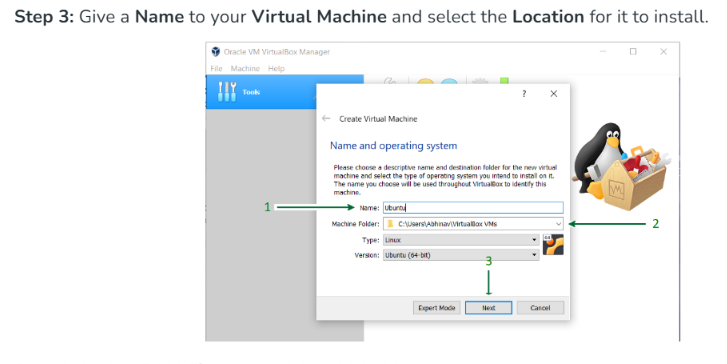 Step 3: Give a Name to your Virtual Machine and select the Location for it to install.
Oracle VM VirtualBox Manager
File Machine Help
Tools
? 
Create Virtual Machine
Name and operating system
Please choose a descriptive name and destination folder for the new virtual
machine and select the type of operating system you intend to install on it.
The name you choose will be used throughout VirtualBox to identify this
machine.
1
Name: Ubuntu
Machine Folder: C:\Users\Abhinav\VirtualBox VMs
2
Type: Linux
64
Version: Ubuntu (64-bit)
3
Expert Mode Next Cancel
VM